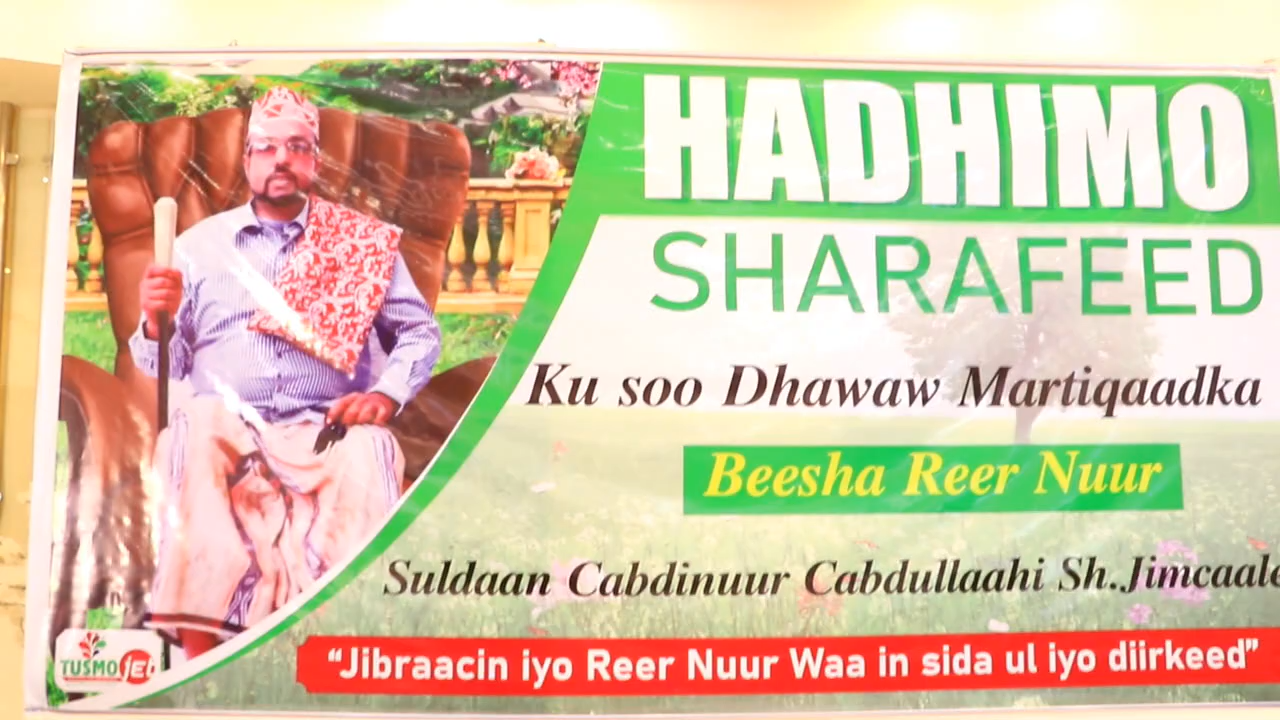 HADHIMO
SHARAFEED
Ku soo Dhawaw Martiqaadka
Beesha Reer Nuur
Suldaan Cabdinuur Cabdullaahi Sh.Jimcaale
"Jibraacin iyo Reer Nuur Waa in sida ul iyo diirkeed"
TUSMO jet